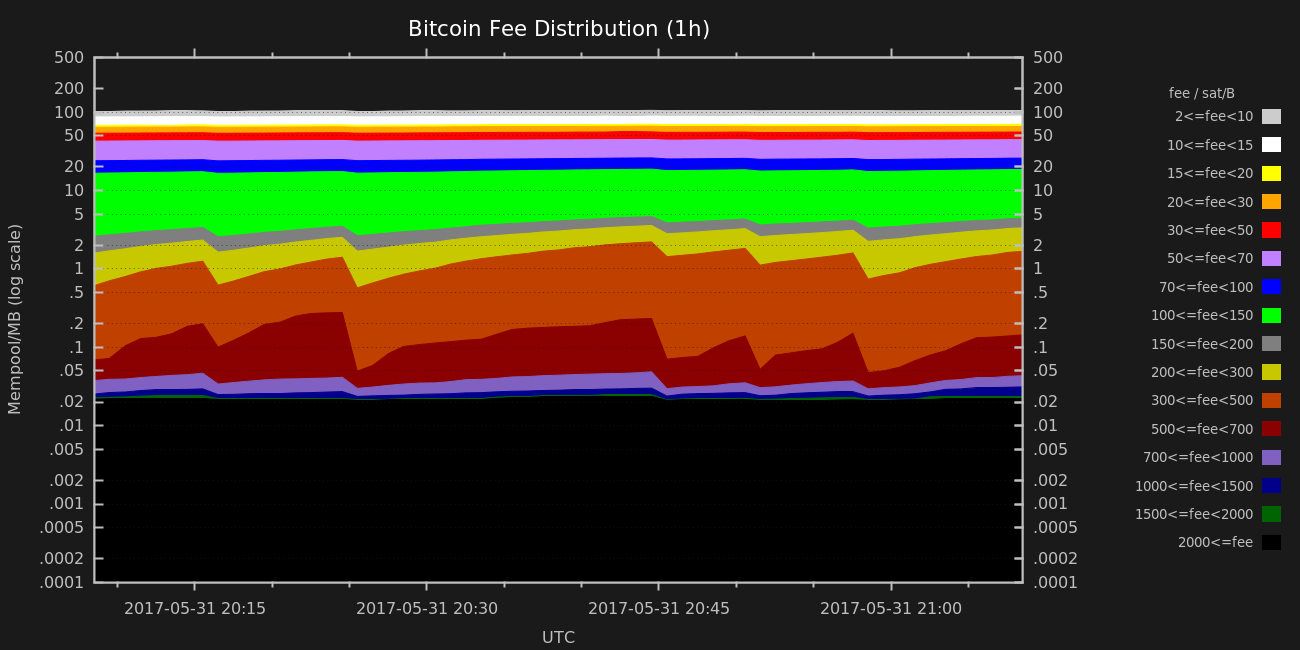 Bitcoin Fee Distribution (1h)
Mempool/MB (log scale)
500
200
100
50
20
10
5
2
1
.5
.2
.1
.05
.02
.01
.005
.002
.001
.0005
.0002
.0001
500
200
100
50
20
10
5
2
1
.5
.2
.1
.05
.02
.01
.005
.002
.001
.0005
.0002
.0001
2017-05-31 20:15
2017-05-31 20:30
2017-05-31 20:45
2017-05-31 21:00
UTC
fee / sat/B
2<=fee<10
10<=fee<15
15<=fee<20
20<=fee<30
30<=fee<50
50<=fee<70
70<=fee<100
100<=fee<150
150<=fee<200
200<=fee<300
300<=fee<500
500<=fee<700
700<=fee<1000
1000<=fee<1500
1500<=fee<2000
2000<=fee